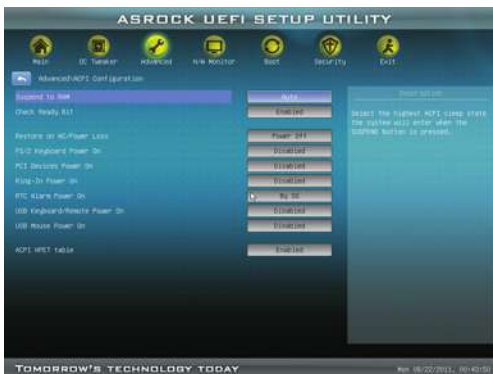 ASROCK UEFI SETUP UTILITY
Main OC Tweaker Advanced H/W Monitor Boot Security Exit
Advanced\ACPI Configuration
Suspend to RAM Auto
Check Ready Bit Enabled
Restore on AC/Power Loss Power Off
PS/2 Keyboard Power On Disabled
PCI Devices Power On Disabled
Ring-In Power On Disabled
RTC Alarm Power On By OS
USB Keyboard/Remote Power On Disabled
USB Mouse Power On Disabled
ACPI HPET table Enabled
Description
Select the highest ACPI sleep state
the system will enter when the
SUSPEND button is pressed.
TOMORROW'S TECHNOLOGY TODAY
Mon 08/22/2011,